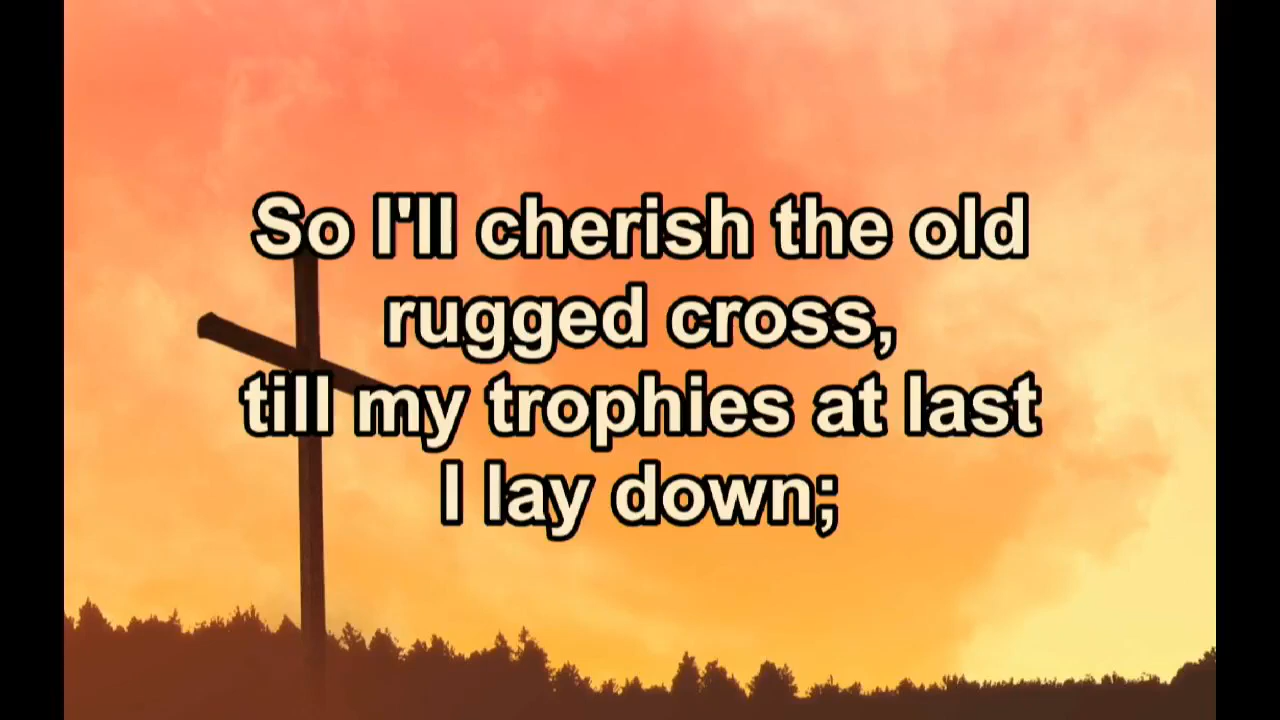 So I'll cherish the old
rugged cross,
till my trophies at last
I lay down;